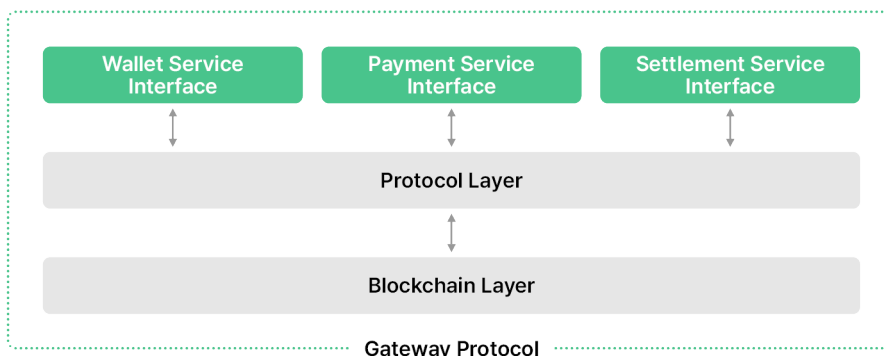 Wallet Service
Interface
Payment Service
Interface
Settlement Service
Interface
Protocol Layer
Blockchain Layer
Gateway Protocol